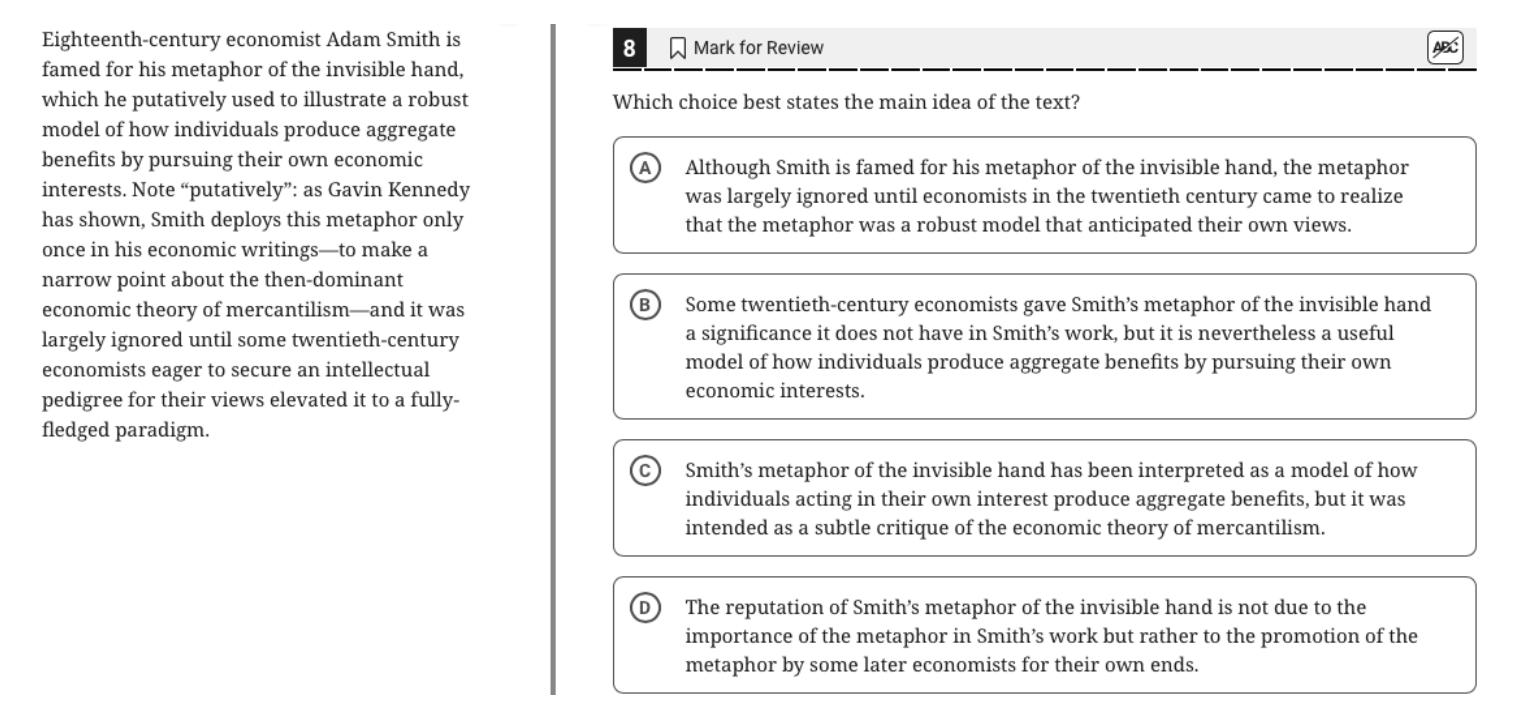 Eighteenth-century economist Adam Smith is
famed for his metaphor of the invisible hand,
which he putatively used to illustrate a robust
model of how individuals produce aggregate
benefits by pursuing their own economic
interests. Note “putatively”: as Gavin Kennedy
has shown, Smith deploys this metaphor only
once in his economic writings—to make a
narrow point about the then-dominant
economic theory of mercantilism—and it was
largely ignored until some twentieth-century
economists eager to secure an intellectual
pedigree for their views elevated it to a fully-
fledged paradigm.
8 Mark for Review ABC
Which choice best states the main idea of the text?
A Although Smith is famed for his metaphor of the invisible hand, the metaphor
was largely ignored until economists in the twentieth century came to realize
that the metaphor was a robust model that anticipated their own views.
B Some twentieth-century economists gave Smith’s metaphor of the invisible hand
a significance it does not have in Smith’s work, but it is nevertheless a useful
model of how individuals produce aggregate benefits by pursuing their own
economic interests.
C Smith’s metaphor of the invisible hand has been interpreted as a model of how
individuals acting in their own interest produce aggregate benefits, but it was
intended as a subtle critique of the economic theory of mercantilism.
D The reputation of Smith’s metaphor of the invisible hand is not due to the
importance of the metaphor in Smith’s work but rather to the promotion of the
metaphor by some later economists for their own ends.